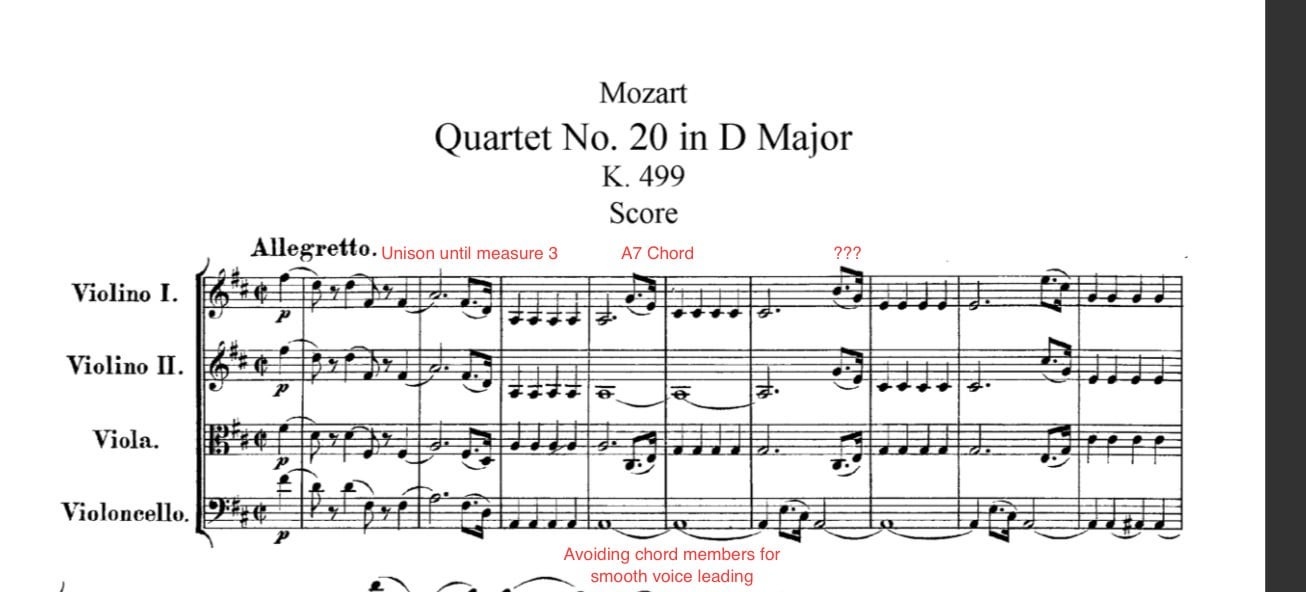 Mozart
Quartet No. 20 in D Major
K. 499
Score
Allegretto. Unison until measure 3 A7 Chord ???
Violino I.
p
Violino II.
p
Viola.
p
Violoncello.
p
Avoiding chord members for
smooth voice leading